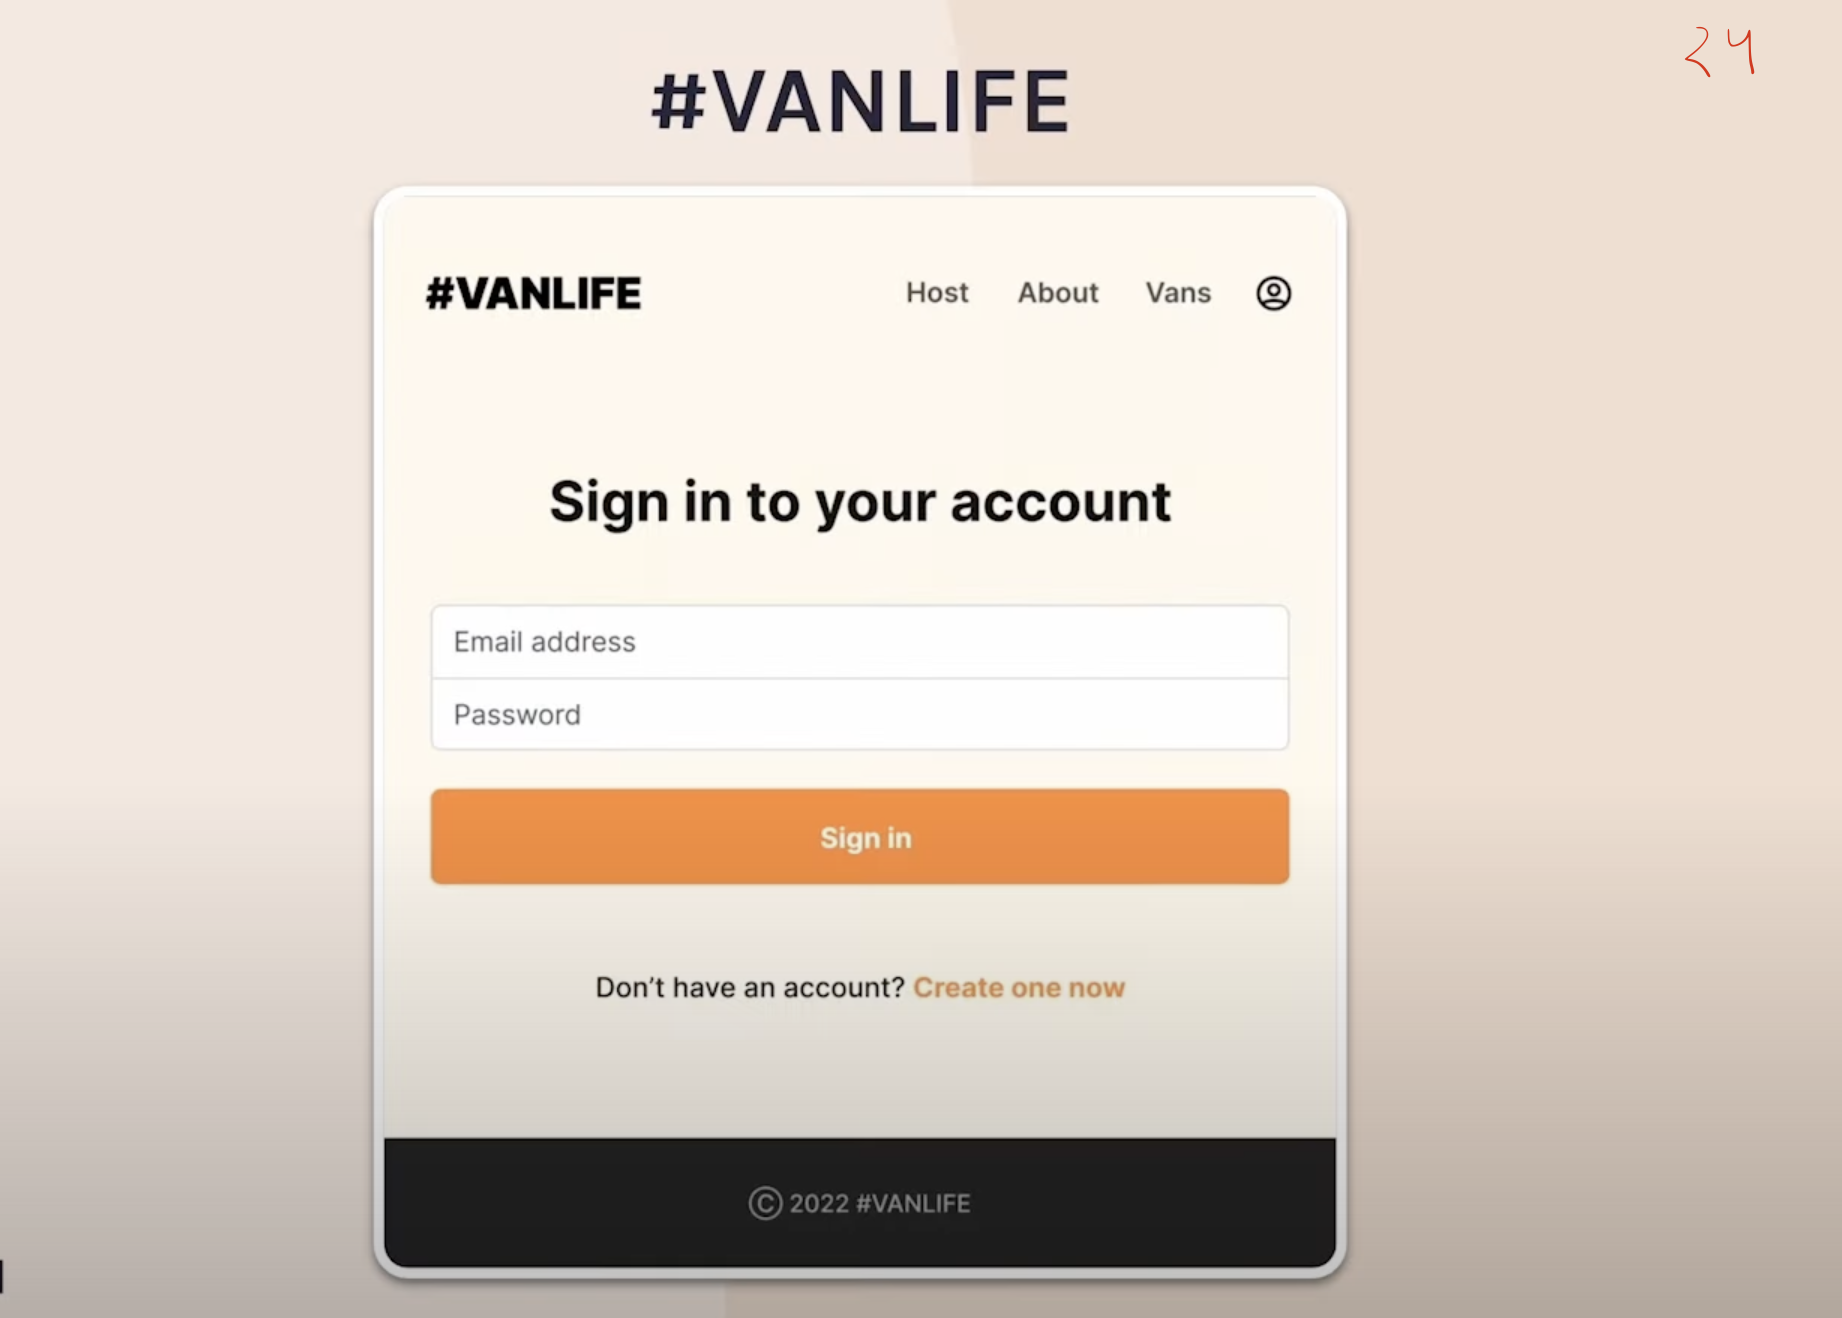 24
#VANLIFE
#VANLIFE Host About Vans
Sign in to your account
Email address
Password
Sign in
Don't have an account? Create one now
© 2022 #VANLIFE